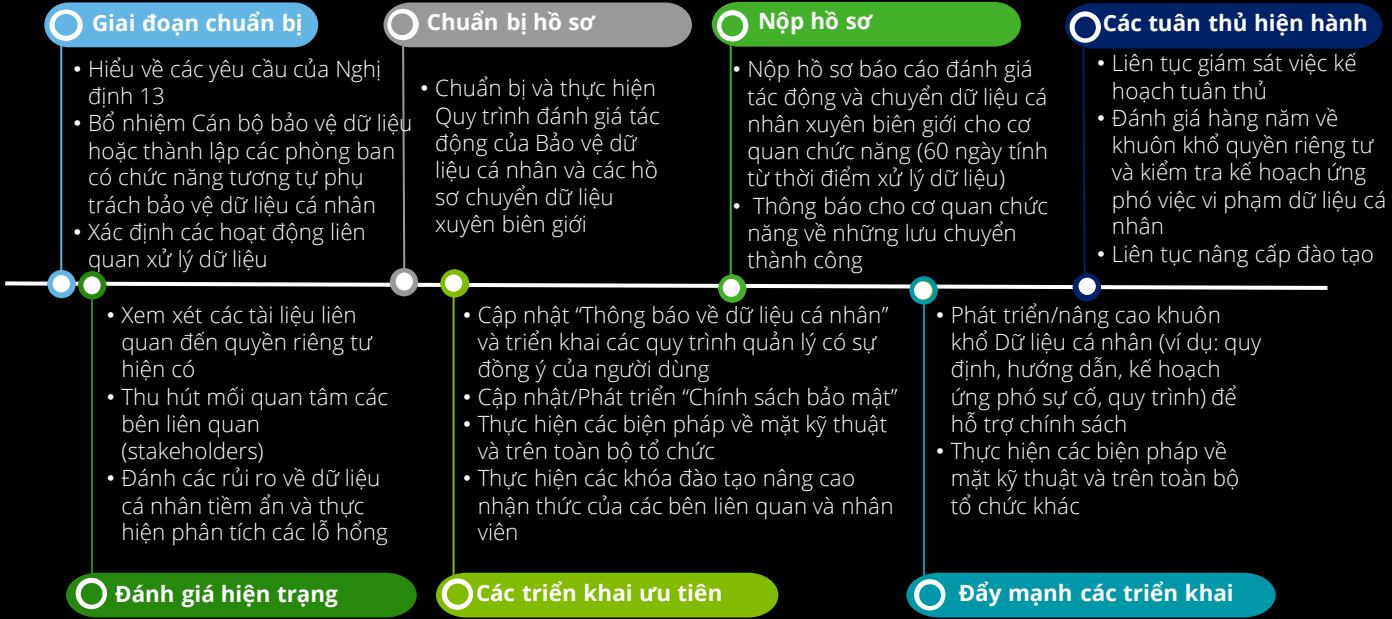 Giai đoạn chuẩn bị
• Hiểu về các yêu cầu của Nghị
định 13
• Bổ nhiệm Cán bộ bảo vệ dữ liệu
hoặc thành lập các phòng ban
có chức năng tương tự phụ
trách bảo vệ dữ liệu cá nhân
• Xác định các hoạt động liên
quan xử lý dữ liệu
Chuẩn bị hồ sơ
• Chuẩn bị và thực hiện
Quy trình đánh giá tác
động của Bảo vệ dữ
liệu cá nhân và các hồ
sơ chuyển dữ liệu
xuyên biên giới
Nộp hồ sơ
• Nộp hồ sơ báo cáo đánh giá
tác động và chuyển dữ liệu cá
nhân xuyên biên giới cho cơ
quan chức năng (60 ngày tính
từ thời điểm xử lý dữ liệu)
• Thông báo cho cơ quan chức
năng về những lưu chuyển
thành công
Các tuân thủ hiện hành
• Liên tục giám sát việc kế
hoạch tuân thủ
• Đánh giá hàng năm về
khuôn khổ quyền riêng tư
và kiểm tra kế hoạch ứng
phó việc vi phạm dữ liệu cá
nhân
• Liên tục nâng cấp đào tạo
• Xem xét các tài liệu liên
quan đến quyền riêng tư
hiện có
• Thu hút mối quan tâm các
bên liên quan
(stakeholders)
• Đánh các rủi ro về dữ liệu
cá nhân tiềm ẩn và thực
hiện phân tích các lỗ hổng
Đánh giá hiện trạng
• Cập nhật “Thông báo về dữ liệu cá nhân”
và triển khai các quy trình quản lý có sự
đồng ý của người dùng
• Cập nhật/Phát triển “Chính sách bảo mật”
• Thực hiện các biện pháp về mặt kỹ thuật
và trên toàn bộ tổ chức
• Thực hiện các khóa đào tạo nâng cao
nhận thức của các bên liên quan và nhân
viên
Các triển khai ưu tiên
• Phát triển/nâng cao khuôn
khổ Dữ liệu cá nhân (ví dụ: quy
định, hướng dẫn, kế hoạch
ứng phó sự cố, quy trình) để
hỗ trợ chính sách
• Thực hiện các biện pháp về
mặt kỹ thuật và trên toàn bộ
tổ chức khác
Đẩy mạnh các triển khai